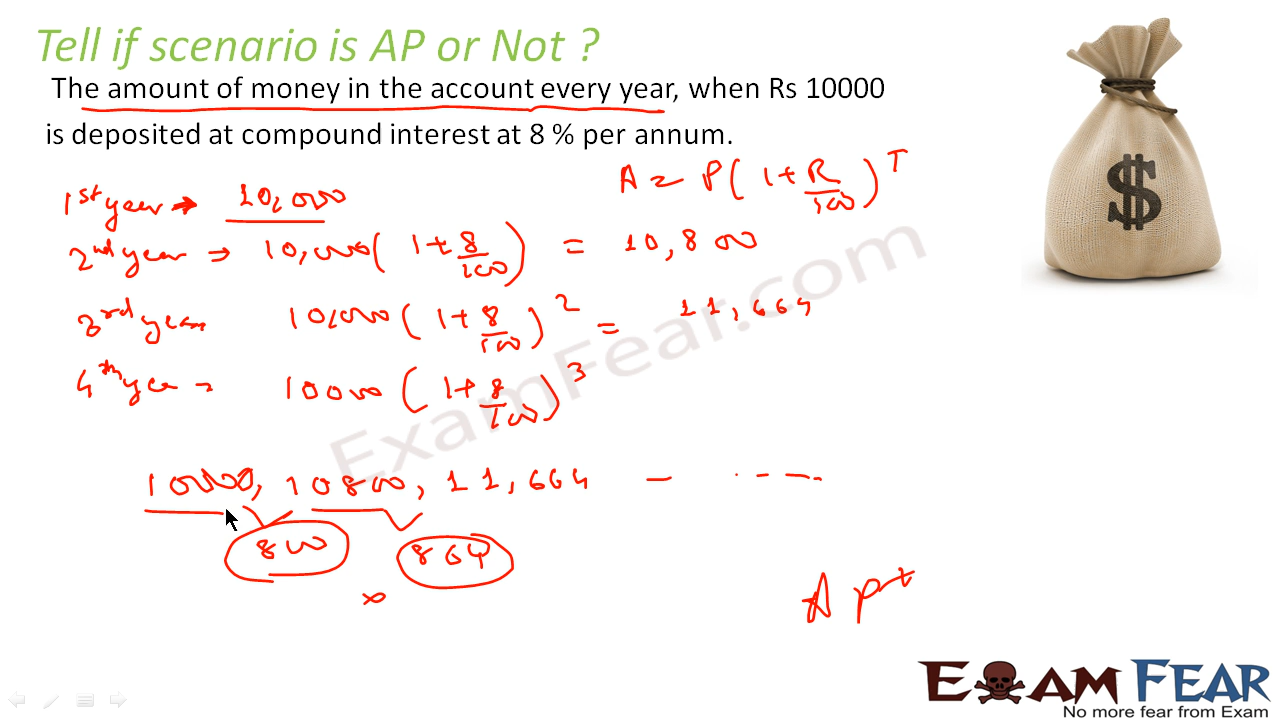 Tell if scenario is AP or Not ?
The amount of money in the account every year, when Rs 10000
is deposited at compound interest at 8 % per annum.
A = P(1+R/100)^T
1st year → 10,000
2nd year → 10,000(1+8/100) = 10,800
3rd year 10,000(1+8/100)^2 = 11,664
4th year = 10000(1+8/100)^3
10000, 10800, 11,664 - - - -
800 864
A
$
ExamFear.com
EXAM FEAR
No more fear from Exam